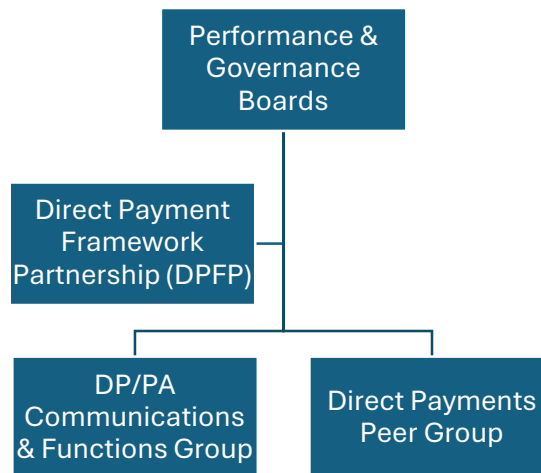 Performance &
Governance
Boards
Direct Payment
Framework
Partnership (DPFP)
DP/PA
Communications
& Functions Group
Direct Payments
Peer Group